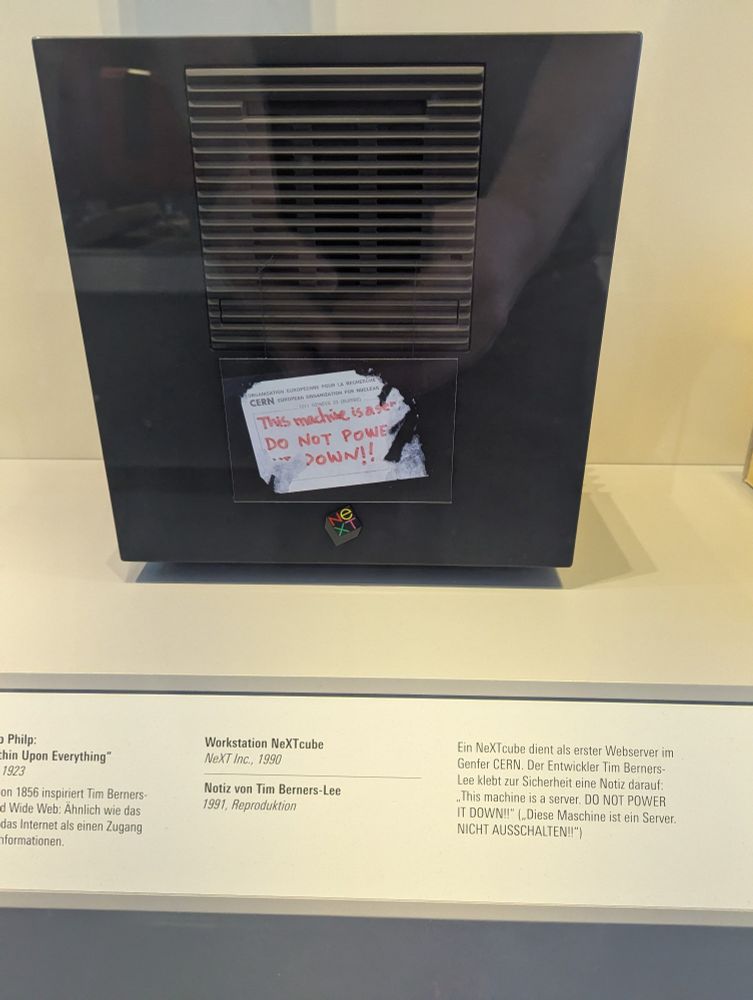 ORGANISATION EUROPÉENNE POUR LA RECHERCHE
CERN EUROPEAN ORGANIZATION FOR NUCLEAR
This machine is a ser
DO NOT POWE
DOWN!!
NeXT
Philp:
thin Upon Everything“
1923
on 1856 inspiriert Tim Berners-
d Wide Web: Ähnlich wie das
das Internet als einen Zugang
nformationen.
Workstation NeXTcube
NeXT Inc., 1990
Notiz von Tim Berners-Lee
1991, Reproduktion
Ein NeXTcube dient als erster Webserver im
Genfer CERN. Der Entwickler Tim Berners-
Lee klebt zur Sicherheit eine Notiz darauf:
„This machine is a server. DO NOT POWER
IT DOWN!!“ („Diese Maschine ist ein Server.
NICHT AUSSCHALTEN!!“)